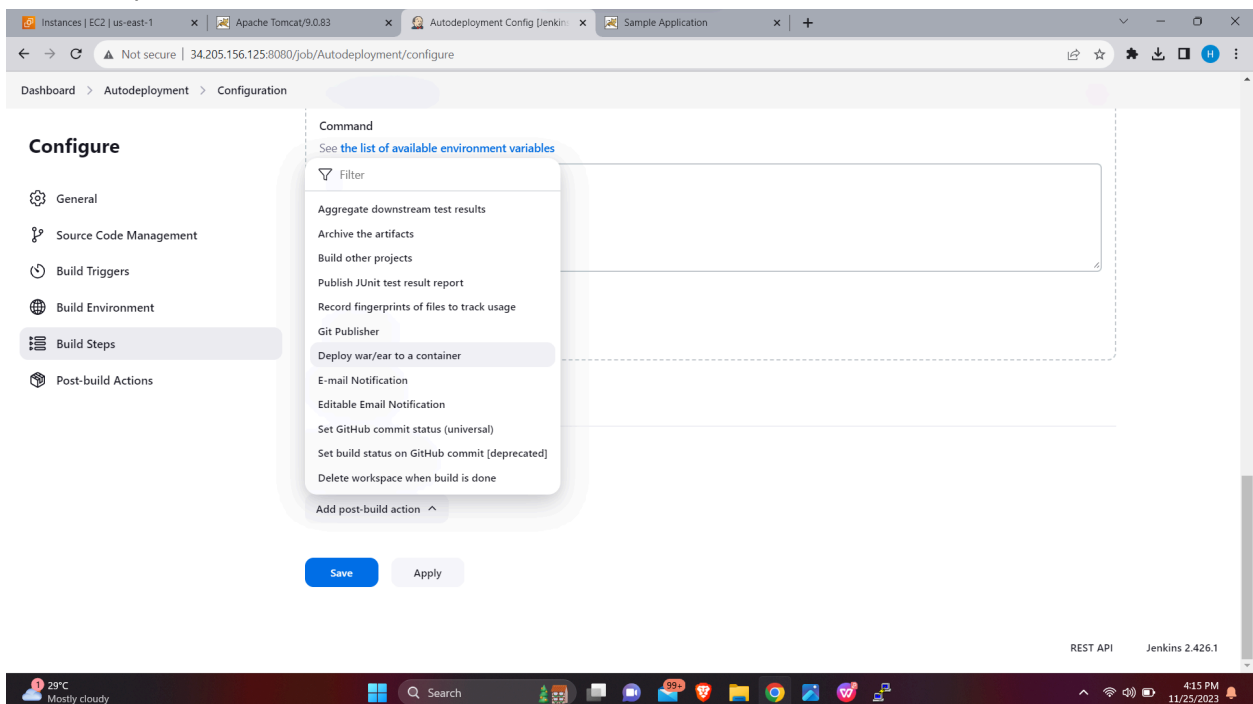 Instances | EC2 | us-east-1
Apache Tomcat/9.0.83
Autodeployment Config [Jenkins
Sample Application
Not secure | 34.205.156.125:8080/job/Autodeployment/configure
H
Dashboard > Autodeployment > Configuration
Configure
General
Source Code Management
Build Triggers
Build Environment
Build Steps
Post-build Actions
Command
See the list of available environment variables
Filter
Aggregate downstream test results
Archive the artifacts
Build other projects
Publish JUnit test result report
Record fingerprints of files to track usage
Git Publisher
Deploy war/ear to a container
E-mail Notification
Editable Email Notification
Set GitHub commit status (universal)
Set build status on GitHub commit [deprecated]
Delete workspace when build is done
Add post-build action
Save Apply
REST API Jenkins 2.426.1
1
29°C
Mostly cloudy
Search
99+
4:15 PM
11/25/2023